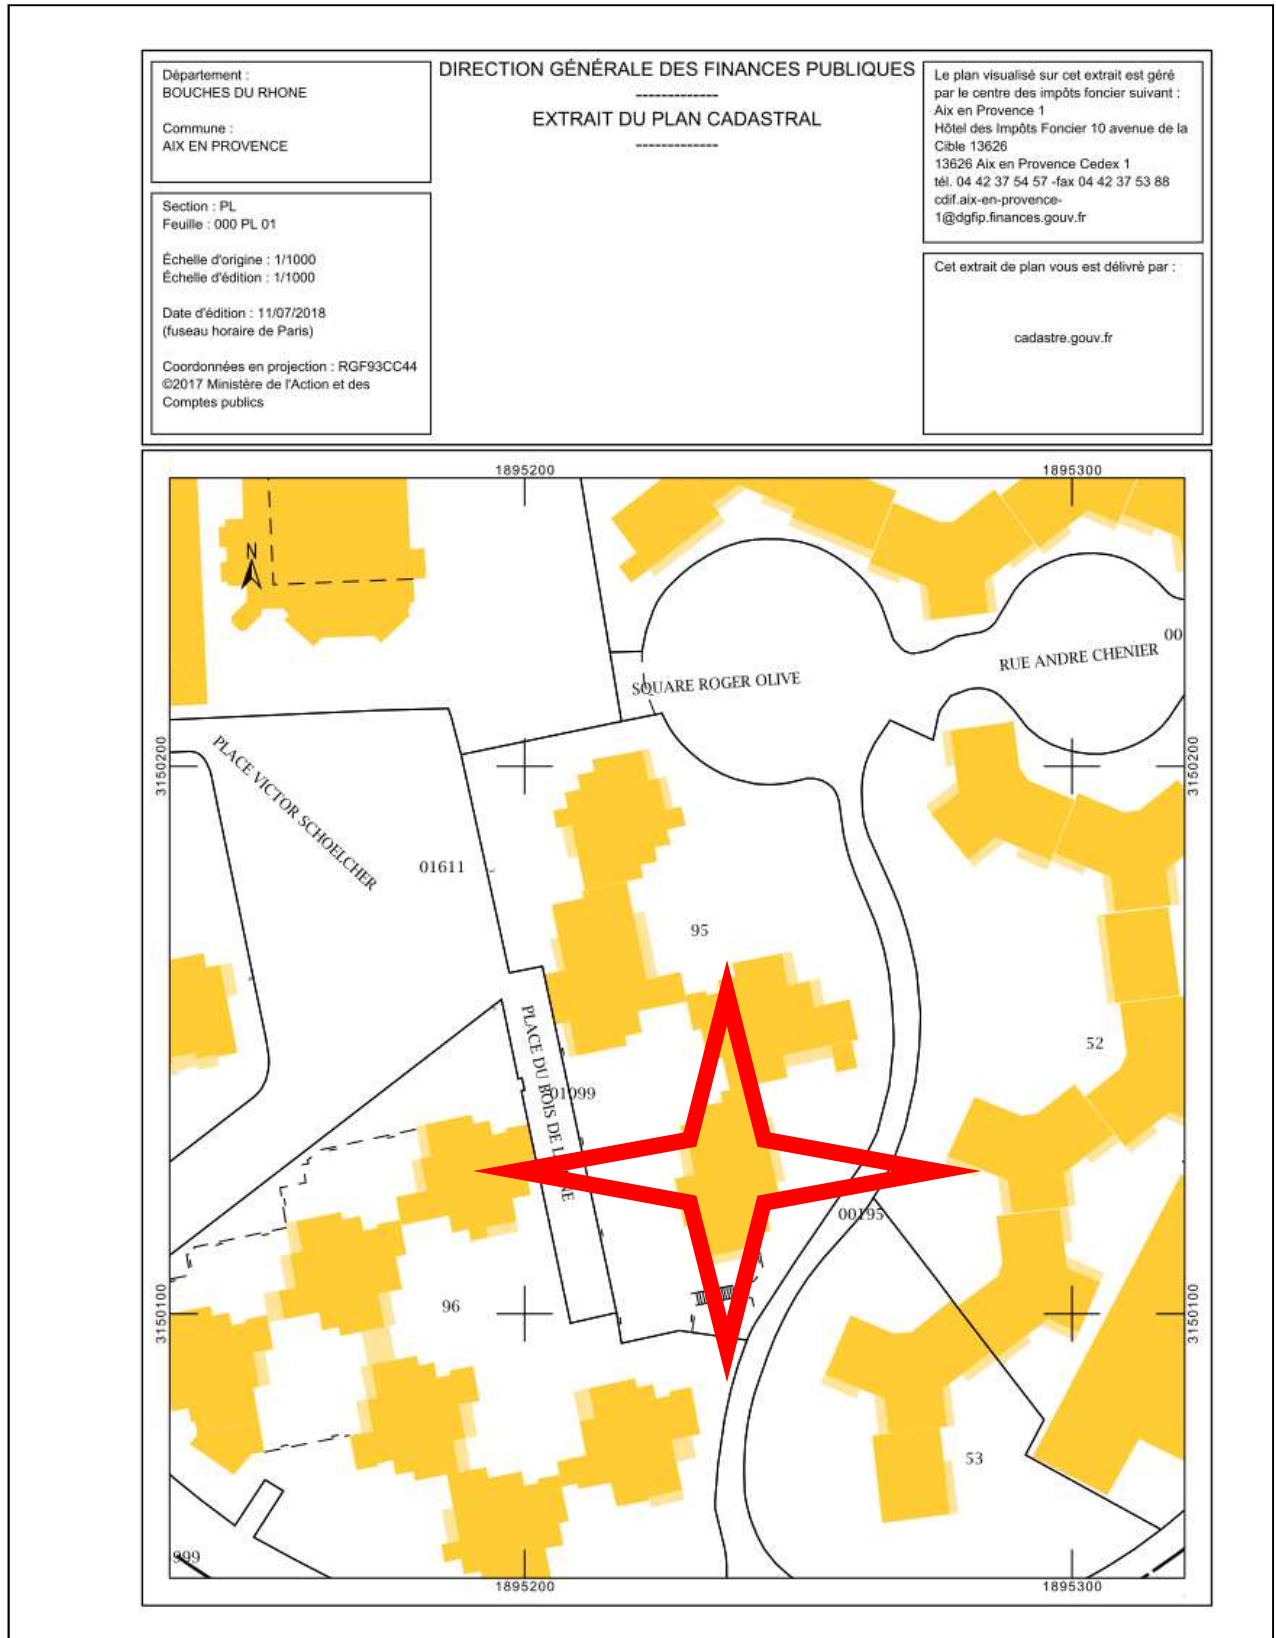 Département :
BOUCHES DU RHONE
Commune :
AIX EN PROVENCE
Section : PL
Feuille : 000 PL 01
Échelle d'origine : 1/1000
Échelle d'édition : 1/1000
Date d'édition : 11/07/2018
(fuseau horaire de Paris)
Coordonnées en projection : RGF93CC44
©2017 Ministère de l'Action et des
Comptes publics
DIRECTION GÉNÉRALE DES FINANCES PUBLIQUES
-------------
EXTRAIT DU PLAN CADASTRAL
-------------
Le plan visualisé sur cet extrait est géré
par le centre des impôts foncier suivant :
Aix en Provence 1
Hôtel des Impôts Foncier 10 avenue de la
Cible 13626
13626 Aix en Provence Cedex 1
tél. 04 42 37 54 57 -fax 04 42 37 53 88
cdif.aix-en-provence-
1@dgfip.finances.gouv.fr
Cet extrait de plan vous est délivré par :
cadastre.gouv.fr
1895200
1895300
N
00
RUE ANDRE CHENIER
SQUARE ROGER OLIVE
3150200
3150200
PLACE VICTOR SCHOELCHER
01611
95
PLACE DU BOIS DE L
NE
52
01099
00195
96
3150100
3150100
53
999
1895200
1895300